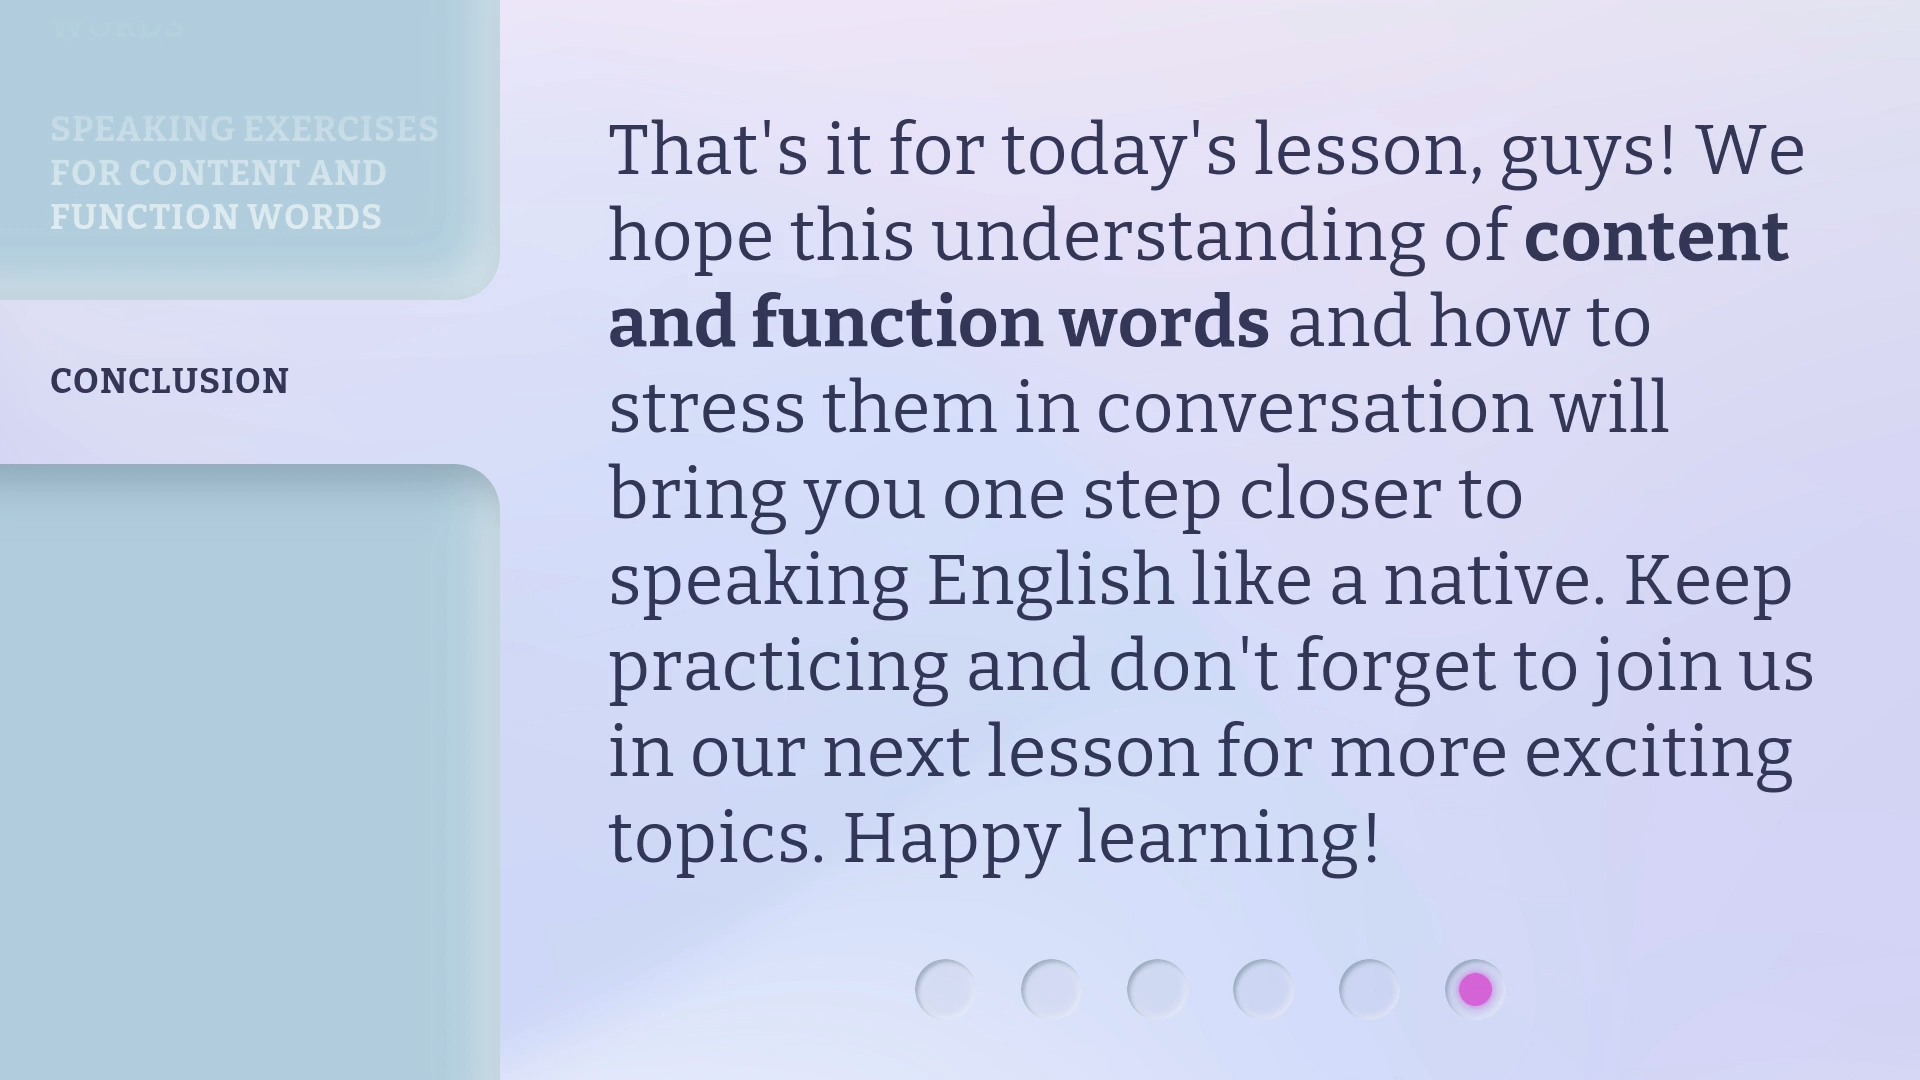 WORDS
SPEAKING EXERCISES
FOR CONTENT AND
FUNCTION WORDS
CONCLUSION
That's it for today's lesson, guys! We
hope this understanding of content
and function words and how to
stress them in conversation will
bring you one step closer to
speaking English like a native. Keep
practicing and don't forget to join us
in our next lesson for more exciting
topics. Happy learning!